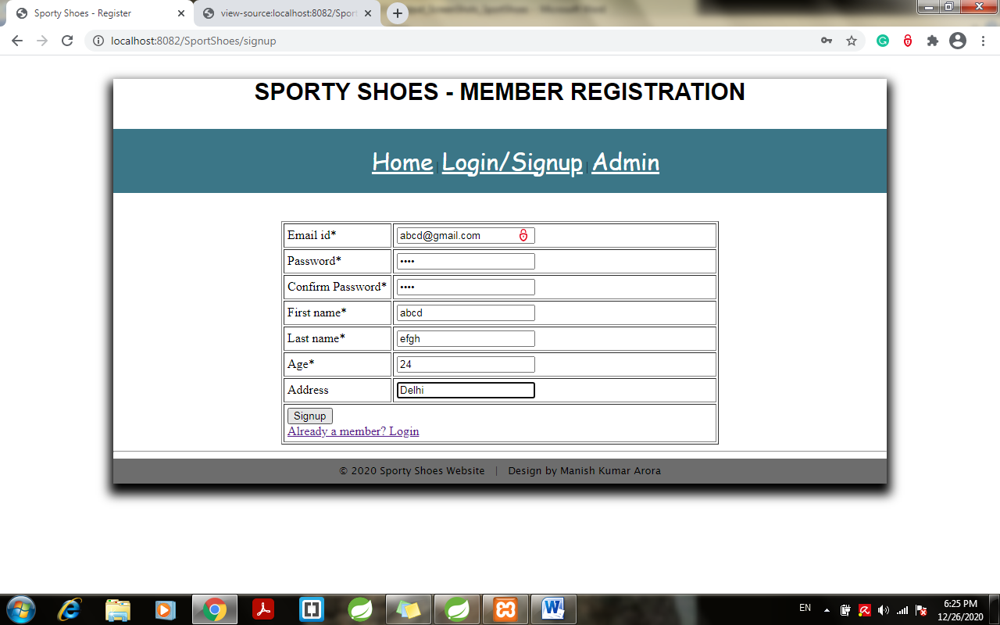 Sporty Shoes - Register
view-source:localhost:8082/Sport
localhost:8082/SportShoes/signup
SPORTY SHOES - MEMBER REGISTRATION
Home | Login/Signup | Admin
Email id* abcd@gmail.com
Password* ••••
Confirm Password* ••••
First name* abcd
Last name* efgh
Age* 24
Address Delhi
Signup
Already a member? Login
© 2020 Sporty Shoes Website | Design by Manish Kumar Arora
EN
6:25 PM
12/26/2020